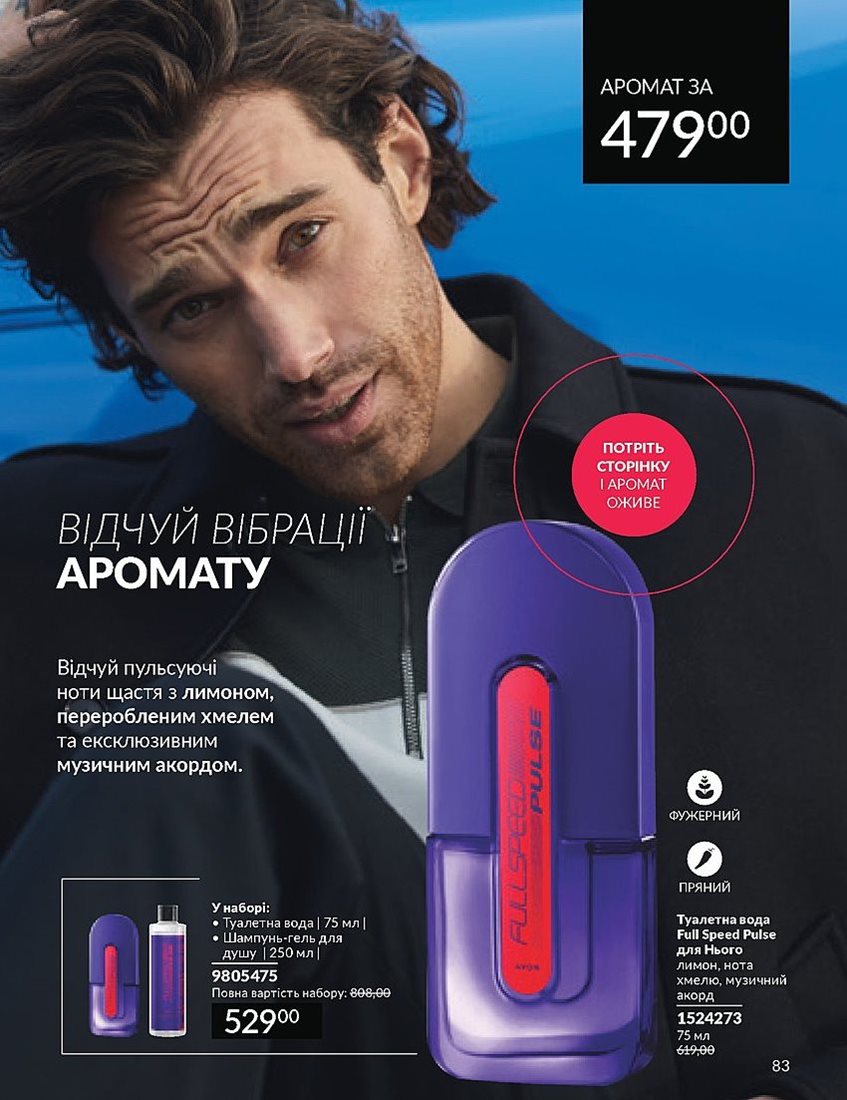 АРОМАТ ЗА
479⁰⁰
ПОТРІТЬ
СТОРІНКУ
І АРОМАТ
ОЖИВЕ
ВІДЧУЙ ВІБРАЦІЇ
АРОМАТУ
Відчуй пульсуючі
ноти щастя з лимоном,
переробленим хмелем
та ексклюзивним
музичним акордом.
FULLSPEED
PULSE
AVON
ФУЖЕРНИЙ
ПРЯНИЙ
У наборі:
• Туалетна вода | 75 мл |
• Шампунь-гель для
душу | 250 мл |
9805475
Повна вартість набору: 808,00
529⁰⁰
Туалетна вода
Full Speed Pulse
для Нього
лимон, нота
хмелю, музичний
акорд
1524273
75 мл
619,00
83